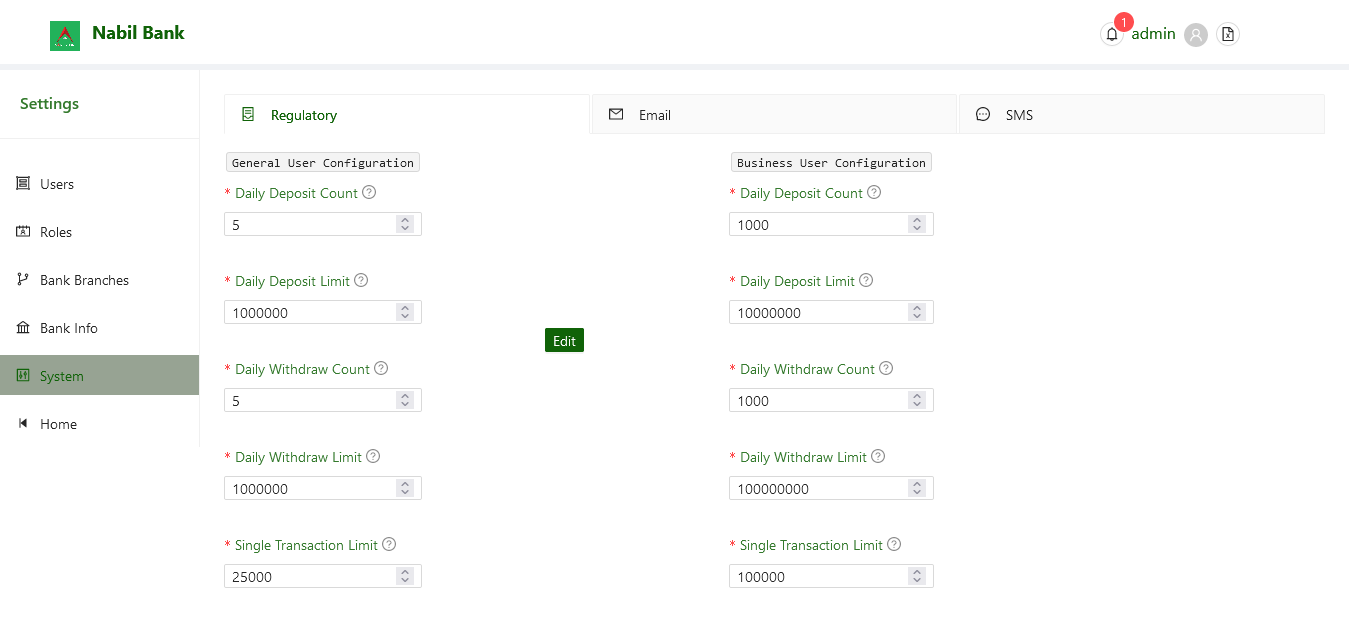 Nabil Bank
1
admin
Settings
Users
Roles
Bank Branches
Bank Info
System
Home
Regulatory
Email
SMS
General User Configuration
* Daily Deposit Count
5
* Daily Deposit Limit
1000000
* Daily Withdraw Count
5
* Daily Withdraw Limit
1000000
* Single Transaction Limit
25000
Edit
Business User Configuration
* Daily Deposit Count
1000
* Daily Deposit Limit
10000000
* Daily Withdraw Count
1000
* Daily Withdraw Limit
100000000
* Single Transaction Limit
100000